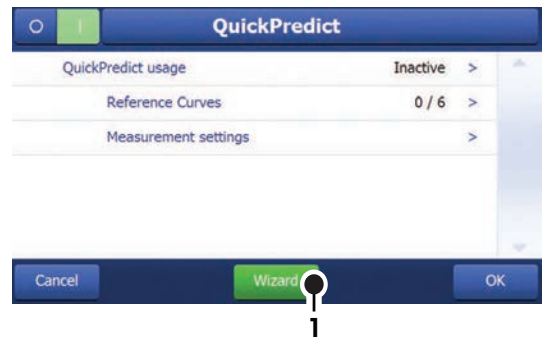 O I QuickPredict
QuickPredict usage Inactive >
Reference Curves 0 / 6 >
Measurement settings >
Cancel Wizard OK
1